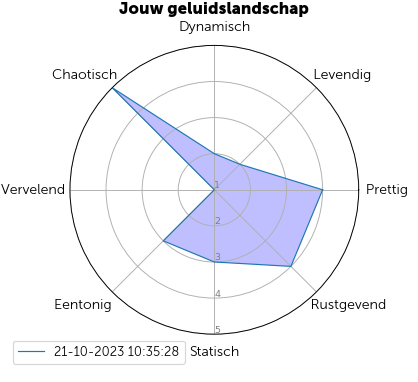 Jouw geluidslandschap
Dynamisch
Chaotisch
Levendig
Vervelend
Prettig
1
2
3
4
5
Eentonig
Rustgevend
Statisch
21-10-2023 10:35:28